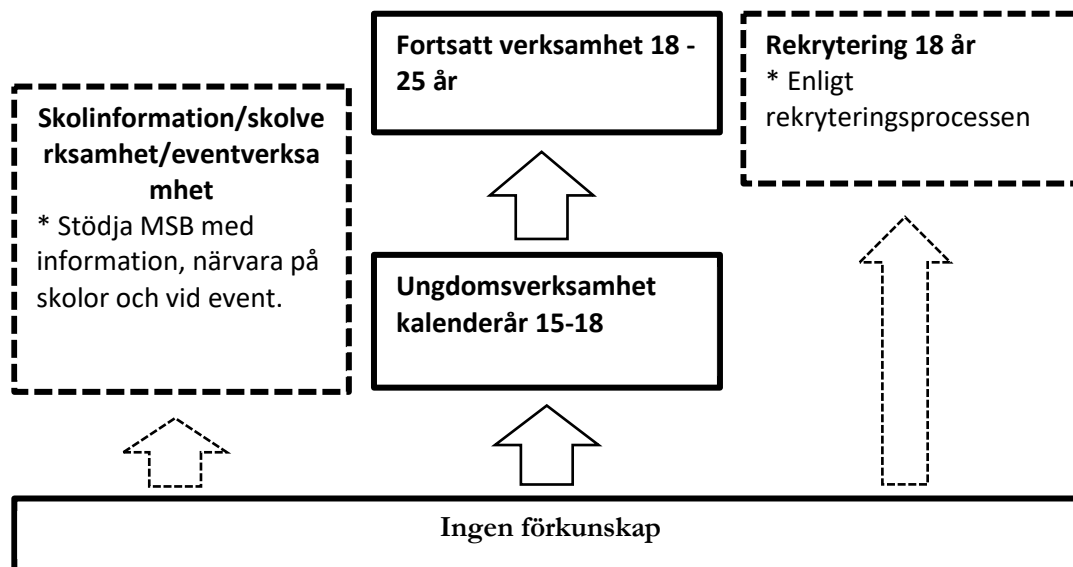 Skolinformation/skolve
rksamhet/eventverksa
mhet
* Stödja MSB med
information, närvara på
skolor och vid event.
Fortsatt verksamhet 18 -
25 år
Ungdomsverksamhet
kalenderår 15-18
Rekrytering 18 år
* Enligt
rekryteringsprocessen
Ingen förkunskap